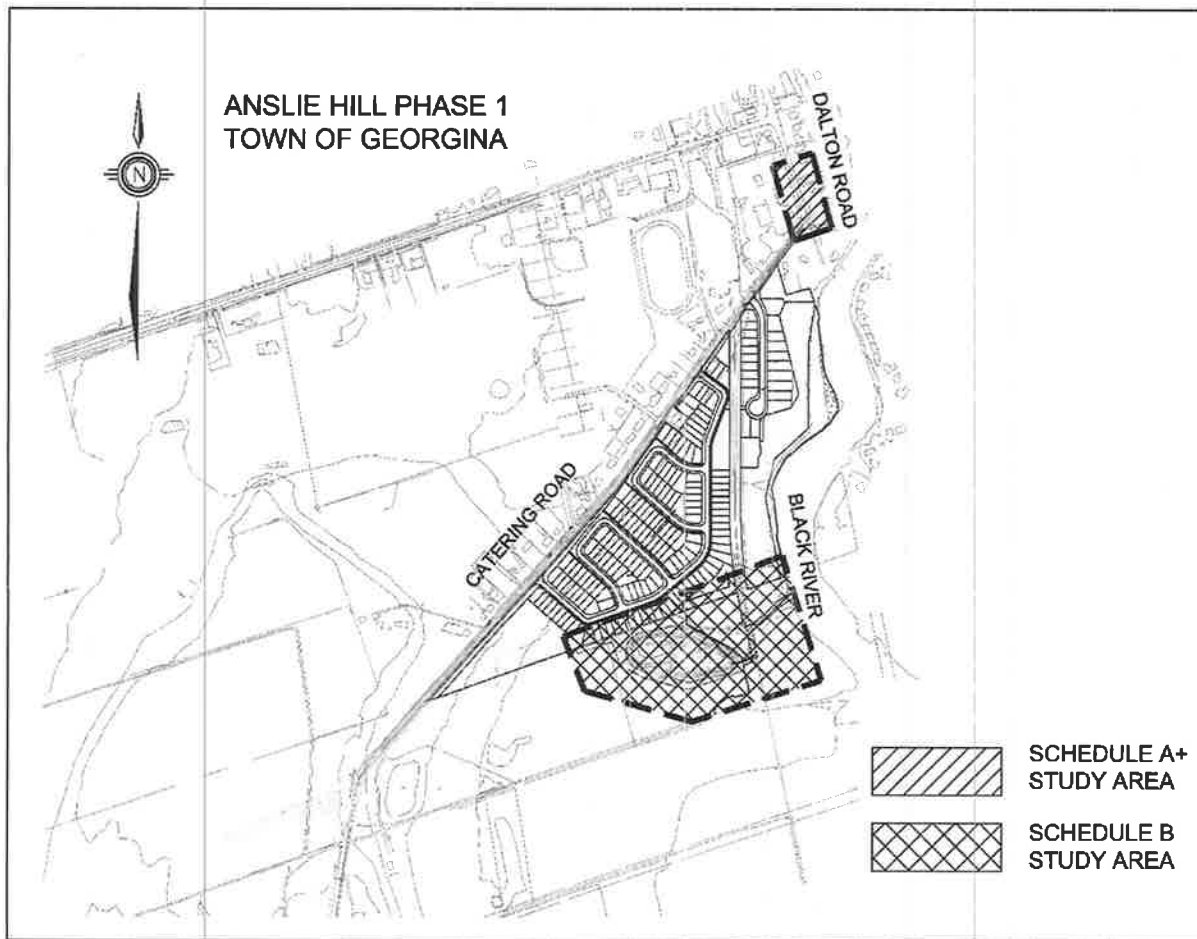 ANSLIE HILL PHASE 1
TOWN OF GEORGINA
N
DALTON ROAD
CATERING ROAD
BLACK RIVER
SCHEDULE A+
STUDY AREA
SCHEDULE B
STUDY AREA